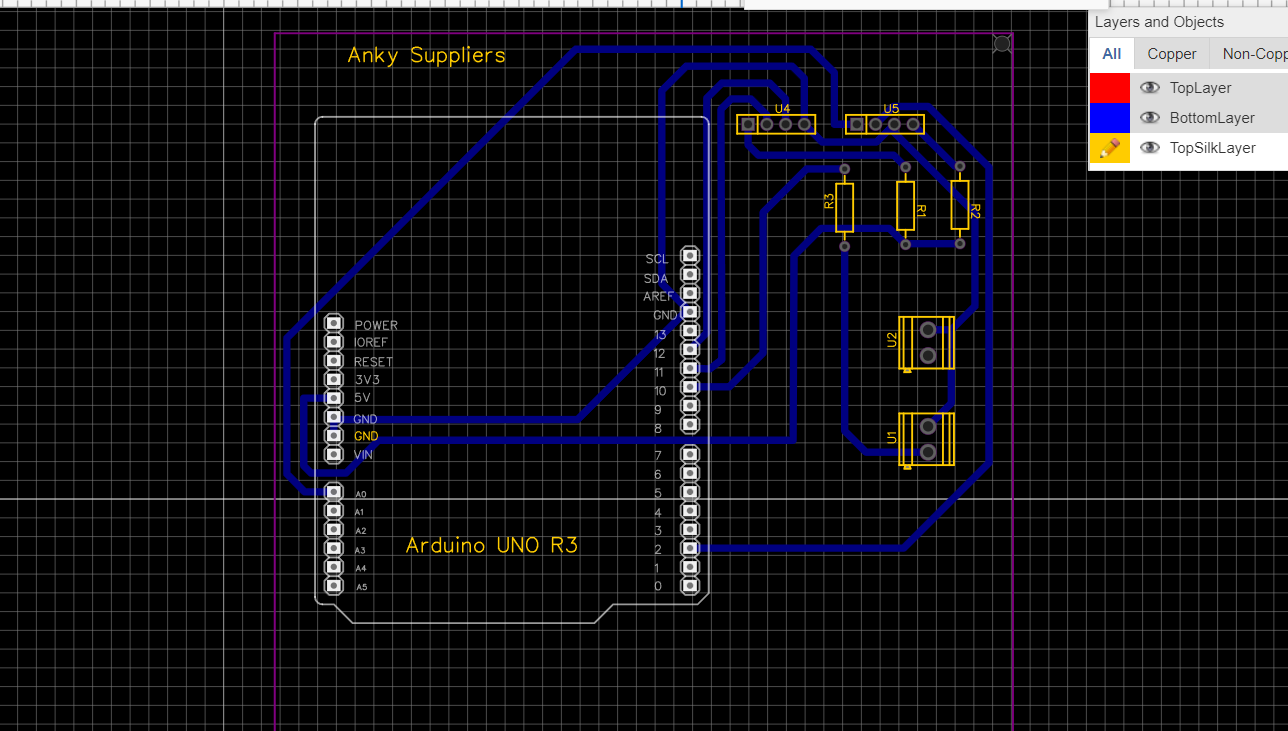 Layers and Objects
All Copper Non-Copp
TopLayer
BottomLayer
TopSilkLayer
Anky Suppliers
U4
U5
R3
R1
R2
SCL
SDA
AREF
GND
13
12
11
10
9
8
7
6
5
4
3
2
1
0
POWER
IOREF
RESET
3V3
5V
GND
GND
VIN
A0
A1
A2
A3
A4
A5
U2
U1
Arduino UNO R3